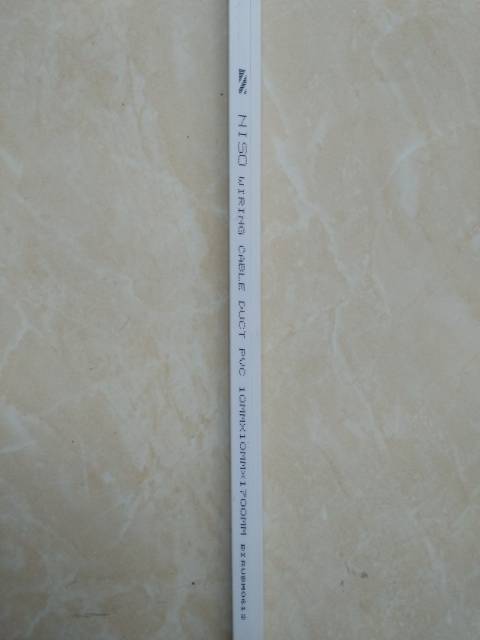 NISO WIRING CABLE DUCT PVC 10MMX10MMX1700MM